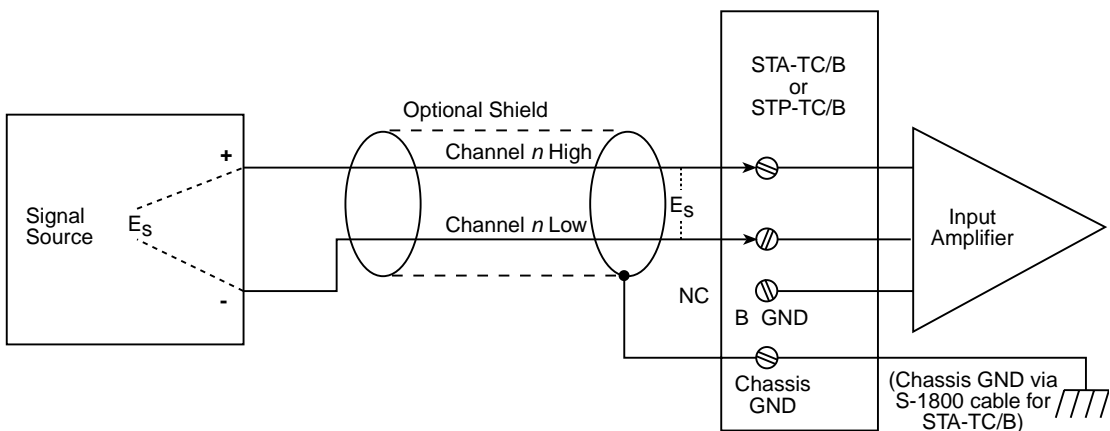 STA-TC/B
or
STP-TC/B
Optional Shield
+
Channel n High
Signal
Source
ES
ES
Input
Amplifier
Channel n Low
-
NC
B GND
Chassis
GND
(Chassis GND via
S-1800 cable for
STA-TC/B)